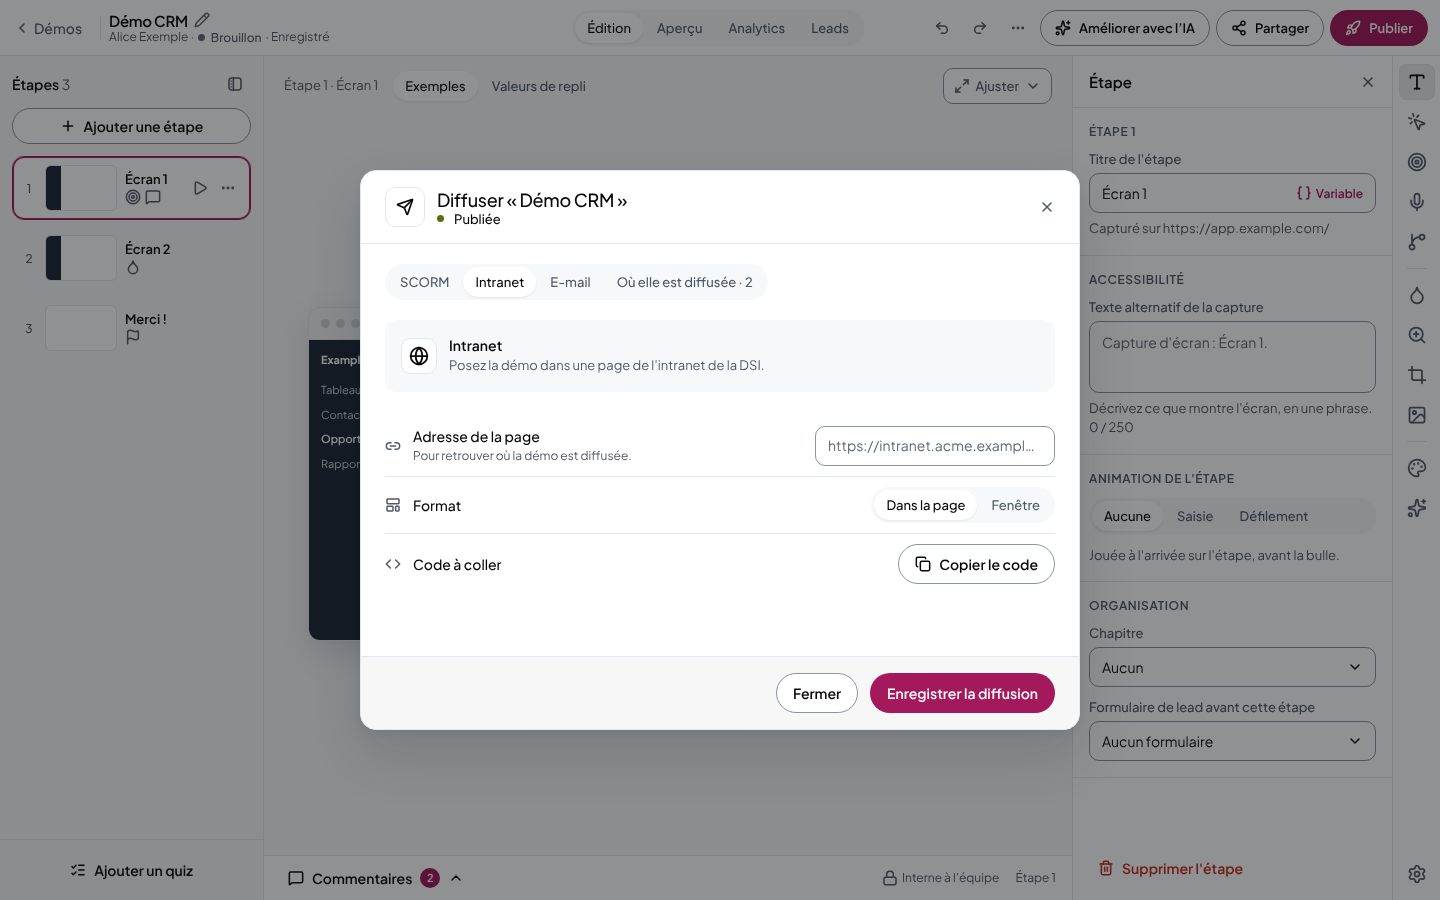 Démos
Démo CRM
Alice Exemple · Brouillon · Enregistré
Édition
Aperçu
Analytics
Leads
Améliorer avec l'IA
Partager
Publier
Étapes 3
Ajouter une étape
1
Écran 1
2
Écran 2
3
Merci !
Ajouter un quiz
Étape 1 · Écran 1
Exemples
Valeurs de repli
Ajuster
Diffuser « Démo CRM »
Publiée
SCORM
Intranet
E-mail
Où elle est diffusée · 2
Intranet
Posez la démo dans une page de l'intranet de la DSI.
Adresse de la page
Pour retrouver où la démo est diffusée.
https://intranet.acme.exampl...
Format
Dans la page
Fenêtre
Code à coller
Copier le code
Fermer
Enregistrer la diffusion
Commentaires 2
Interne à l'équipe
Étape 1
Étape
ÉTAPE 1
Titre de l'étape
Écran 1
{ } Variable
Capturé sur https://app.example.com/
ACCESSIBILITÉ
Texte alternatif de la capture
Capture d'écran : Écran 1.
Décrivez ce que montre l'écran, en une phrase.
0 / 250
ANIMATION DE L'ÉTAPE
Aucune
Saisie
Défilement
Jouée à l'arrivée sur l'étape, avant la bulle.
ORGANISATION
Chapitre
Aucun
Formulaire de lead avant cette étape
Aucun formulaire
Supprimer l'étape